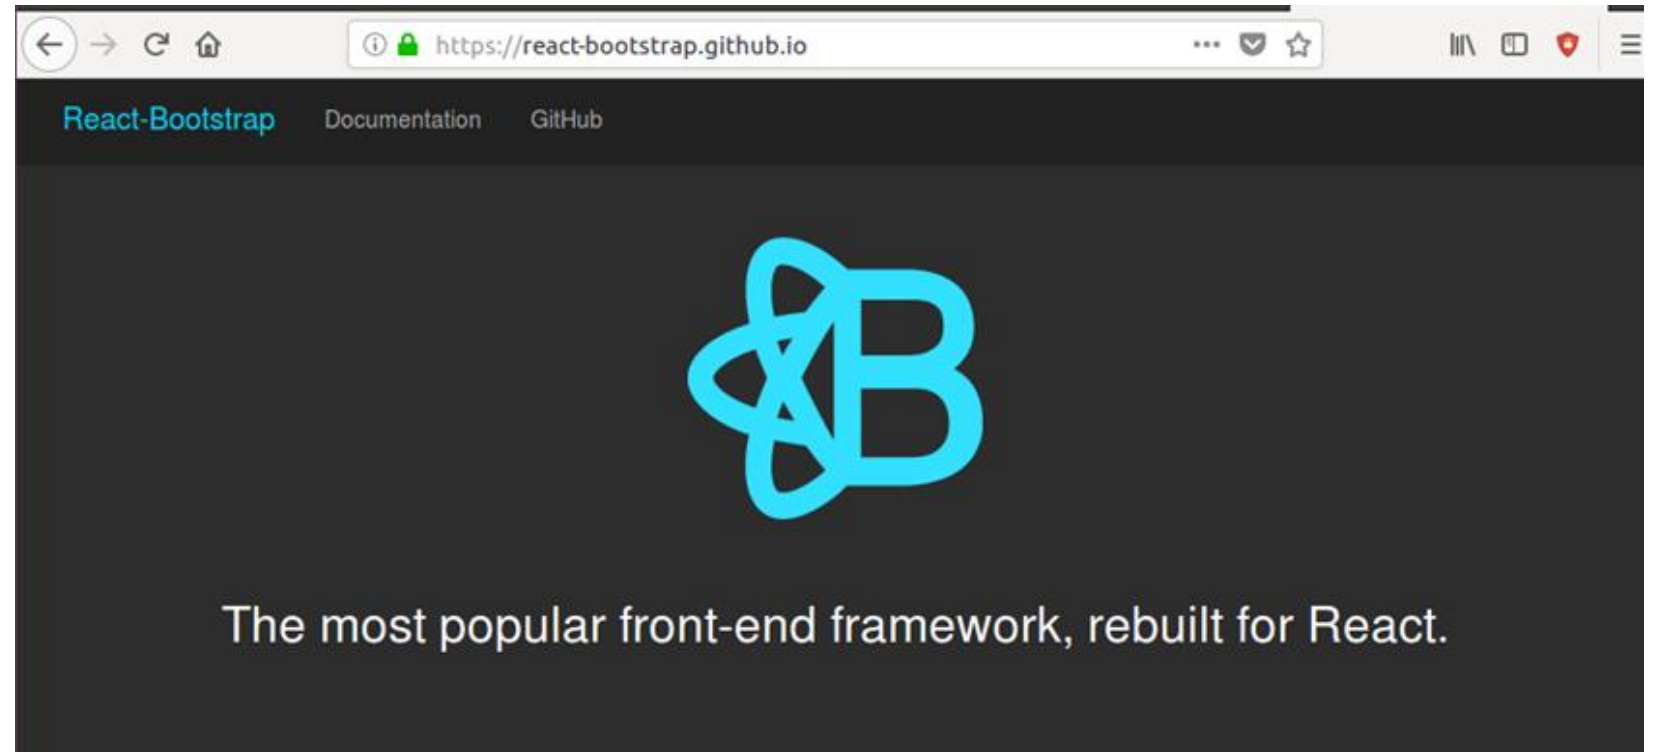 https://react-bootstrap.github.io
React-Bootstrap Documentation GitHub
B
The most popular front-end framework, rebuilt for React.